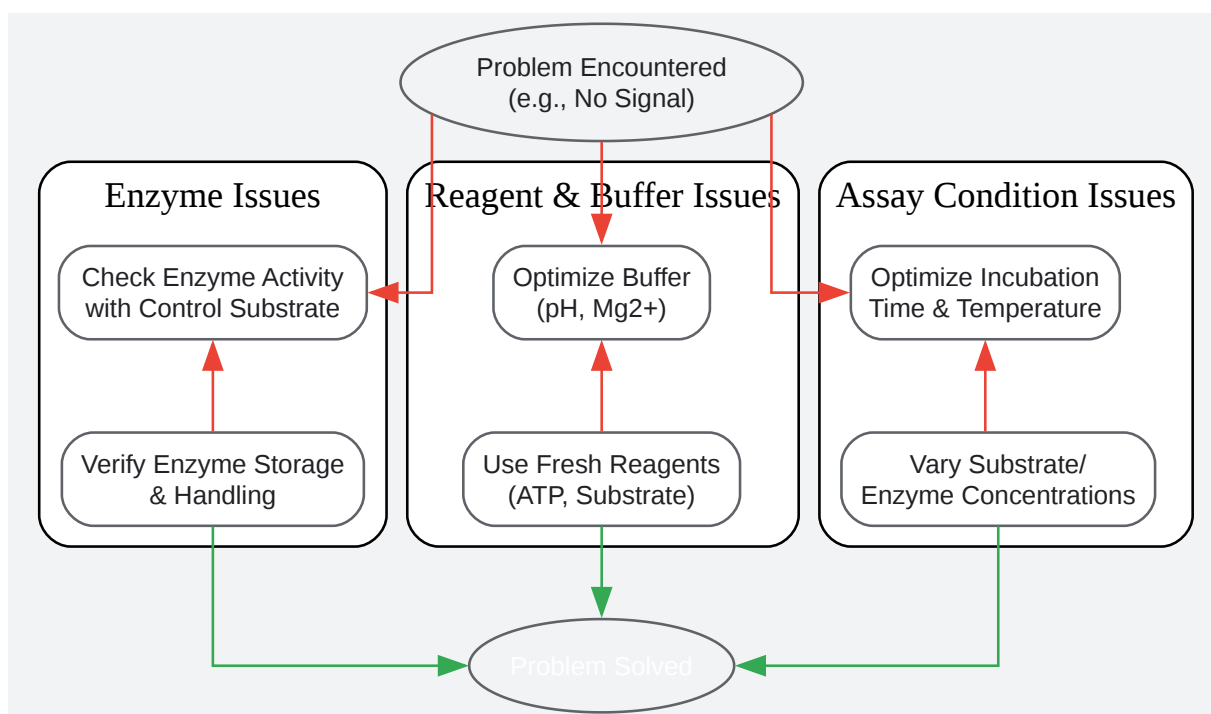 Problem Encountered
(e.g., No Signal)
Enzyme Issues
Check Enzyme Activity
with Control Substrate
Verify Enzyme Storage
& Handling
Reagent & Buffer Issues
Optimize Buffer
(pH, Mg2+)
Use Fresh Reagents
(ATP, Substrate)
Assay Condition Issues
Optimize Incubation
Time & Temperature
Vary Substrate/
Enzyme Concentrations
Problem Solved